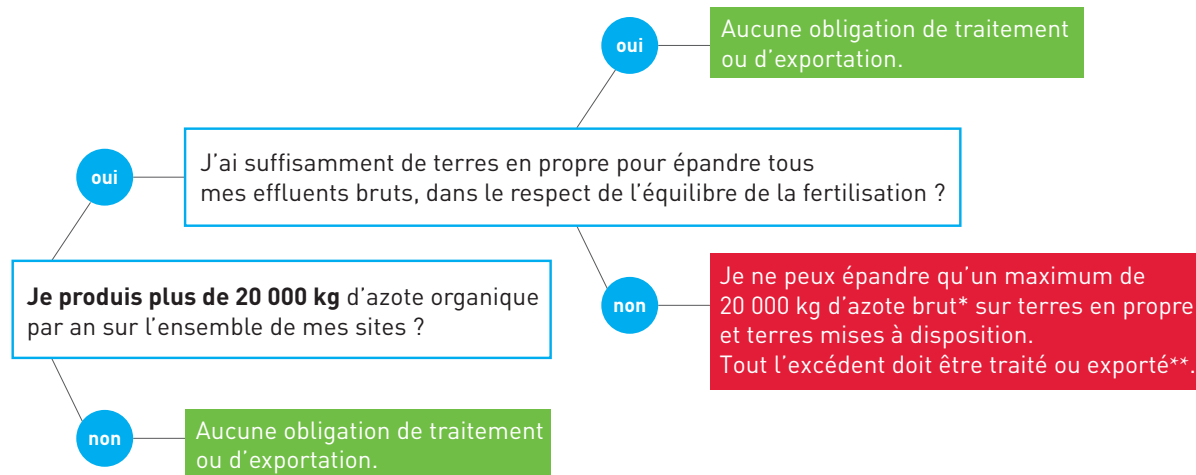 oui
Aucune obligation de traitement
ou d'exportation.
oui
J'ai suffisamment de terres en propre pour épandre tous
mes effluents bruts, dans le respect de l'équilibre de la fertilisation ?
Je produis plus de 20 000 kg d'azote organique
par an sur l'ensemble de mes sites ?
non
Je ne peux épandre qu'un maximum de
20 000 kg d'azote brut* sur terres en propre
et terres mises à disposition.
Tout l'excédent doit être traité ou exporté**.
non
Aucune obligation de traitement
ou d'exportation.